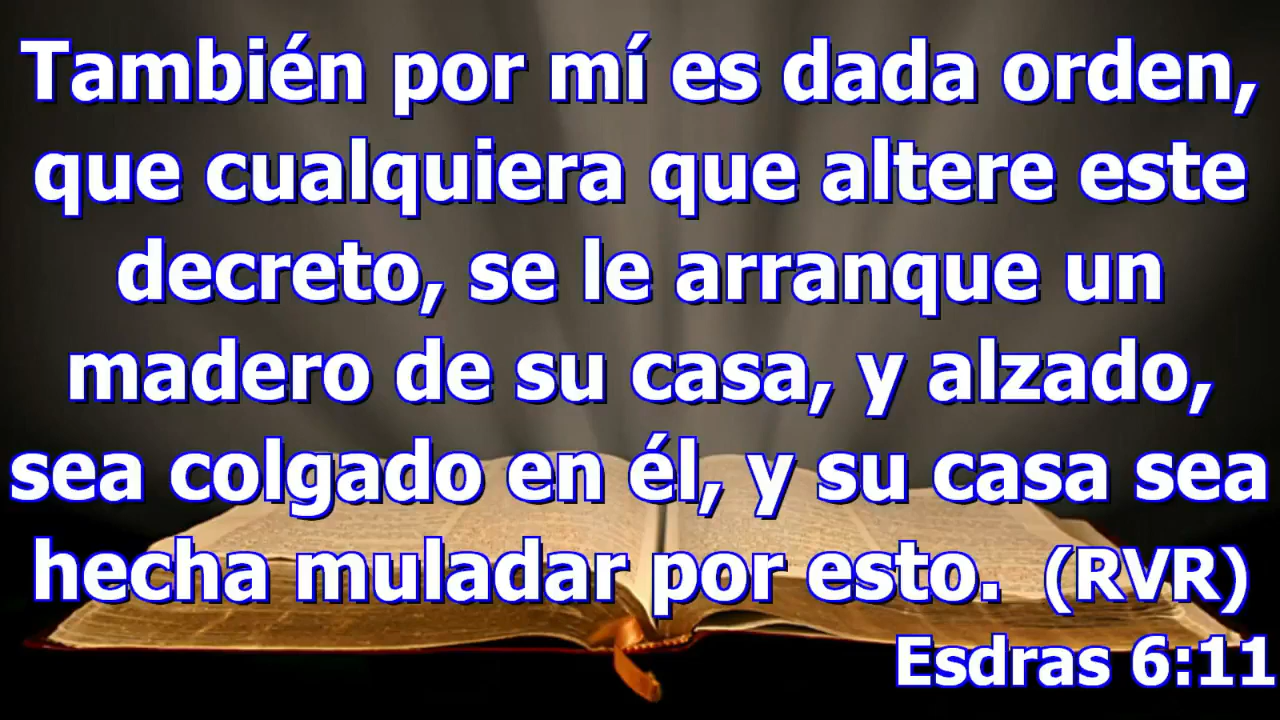 También por mí es dada orden,
que cualquiera que altere este
decreto, se le arranque un
madero de su casa, y alzado,
sea colgado en él, y su casa sea
hecha muladar por esto. (RVR)
Esdras 6:11